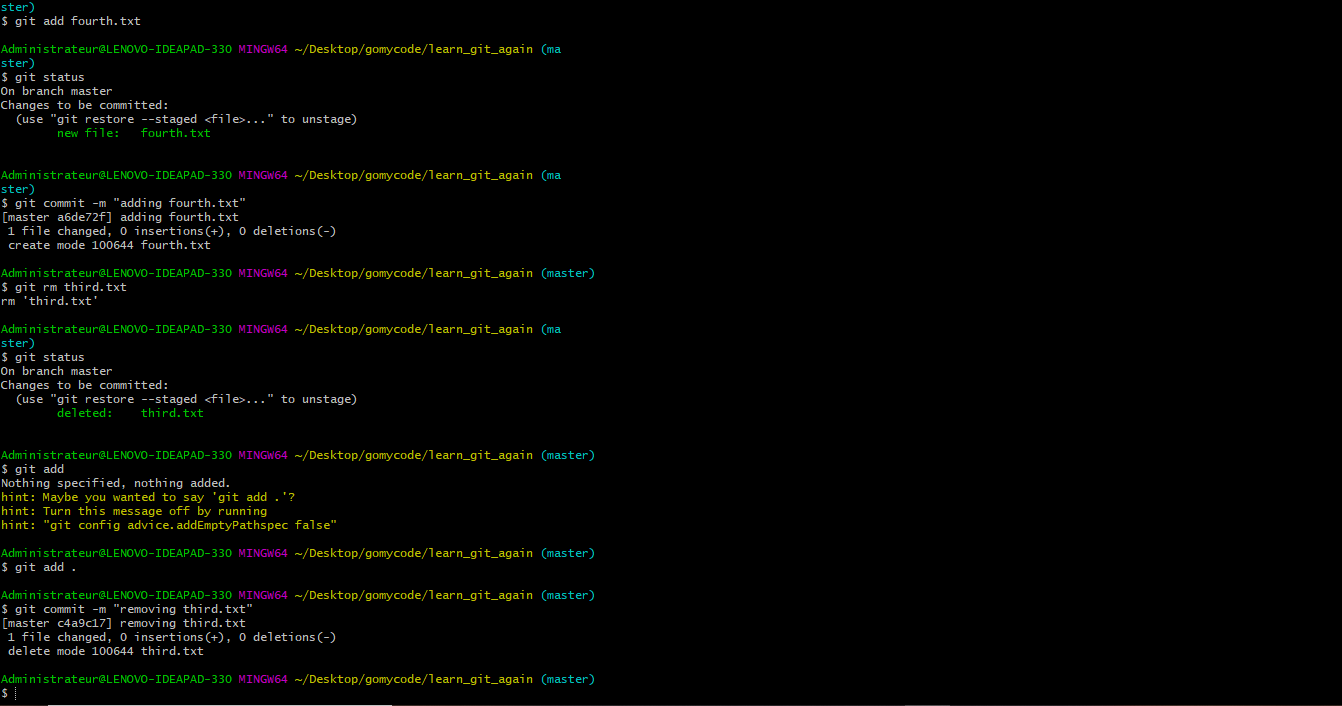 ster)
$ git add fourth.txt
Administrateur@LENOVO-IDEAPAD-330 MINGW64 ~/Desktop/gomycode/learn_git_again (ma
ster)
$ git status
On branch master
Changes to be committed:
  (use "git restore --staged <file>..." to unstage)
        new file:   fourth.txt
Administrateur@LENOVO-IDEAPAD-330 MINGW64 ~/Desktop/gomycode/learn_git_again (ma
ster)
$ git commit -m "adding fourth.txt"
[master a6de72f] adding fourth.txt
 1 file changed, 0 insertions(+), 0 deletions(-)
 create mode 100644 fourth.txt
Administrateur@LENOVO-IDEAPAD-330 MINGW64 ~/Desktop/gomycode/learn_git_again (master)
$ git rm third.txt
rm 'third.txt'
Administrateur@LENOVO-IDEAPAD-330 MINGW64 ~/Desktop/gomycode/learn_git_again (ma
ster)
$ git status
On branch master
Changes to be committed:
  (use "git restore --staged <file>..." to unstage)
        deleted:    third.txt
Administrateur@LENOVO-IDEAPAD-330 MINGW64 ~/Desktop/gomycode/learn_git_again (master)
$ git add
Nothing specified, nothing added.
hint: Maybe you wanted to say 'git add .'?
hint: Turn this message off by running
hint: "git config advice.addEmptyPathspec false"
Administrateur@LENOVO-IDEAPAD-330 MINGW64 ~/Desktop/gomycode/learn_git_again (master)
$ git add .
Administrateur@LENOVO-IDEAPAD-330 MINGW64 ~/Desktop/gomycode/learn_git_again (master)
$ git commit -m "removing third.txt"
[master c4a9c17] removing third.txt
 1 file changed, 0 insertions(+), 0 deletions(-)
 delete mode 100644 third.txt
Administrateur@LENOVO-IDEAPAD-330 MINGW64 ~/Desktop/gomycode/learn_git_again (master)
$